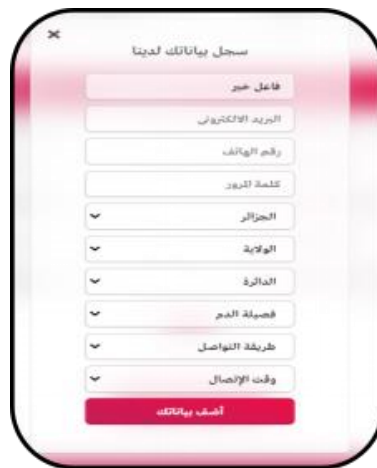 سجل بياناتك لدينا
فاعل خير
البريد الالكترونى
رقم الهاتف
كلمة المرور
الجزائر
الولاية
الدائرة
فصيلة الدم
طريقة التواصل
وقت الإتصال
أضف بياناتك